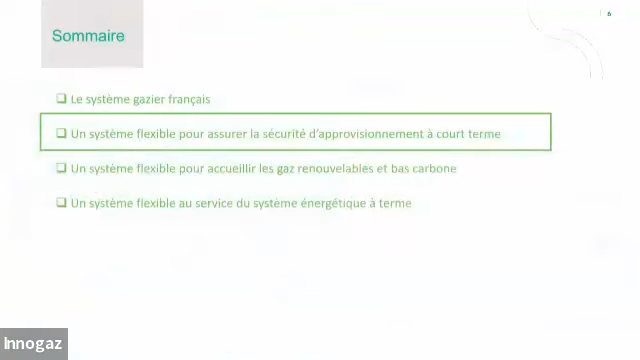 6
Sommaire
Le système gazier français
Un système flexible pour assurer la sécurité d'approvisionnement à court terme
Un système flexible pour accueillir les gaz renouvelables et bas carbone
Un système flexible au service du système énergétique à terme
Innogaz